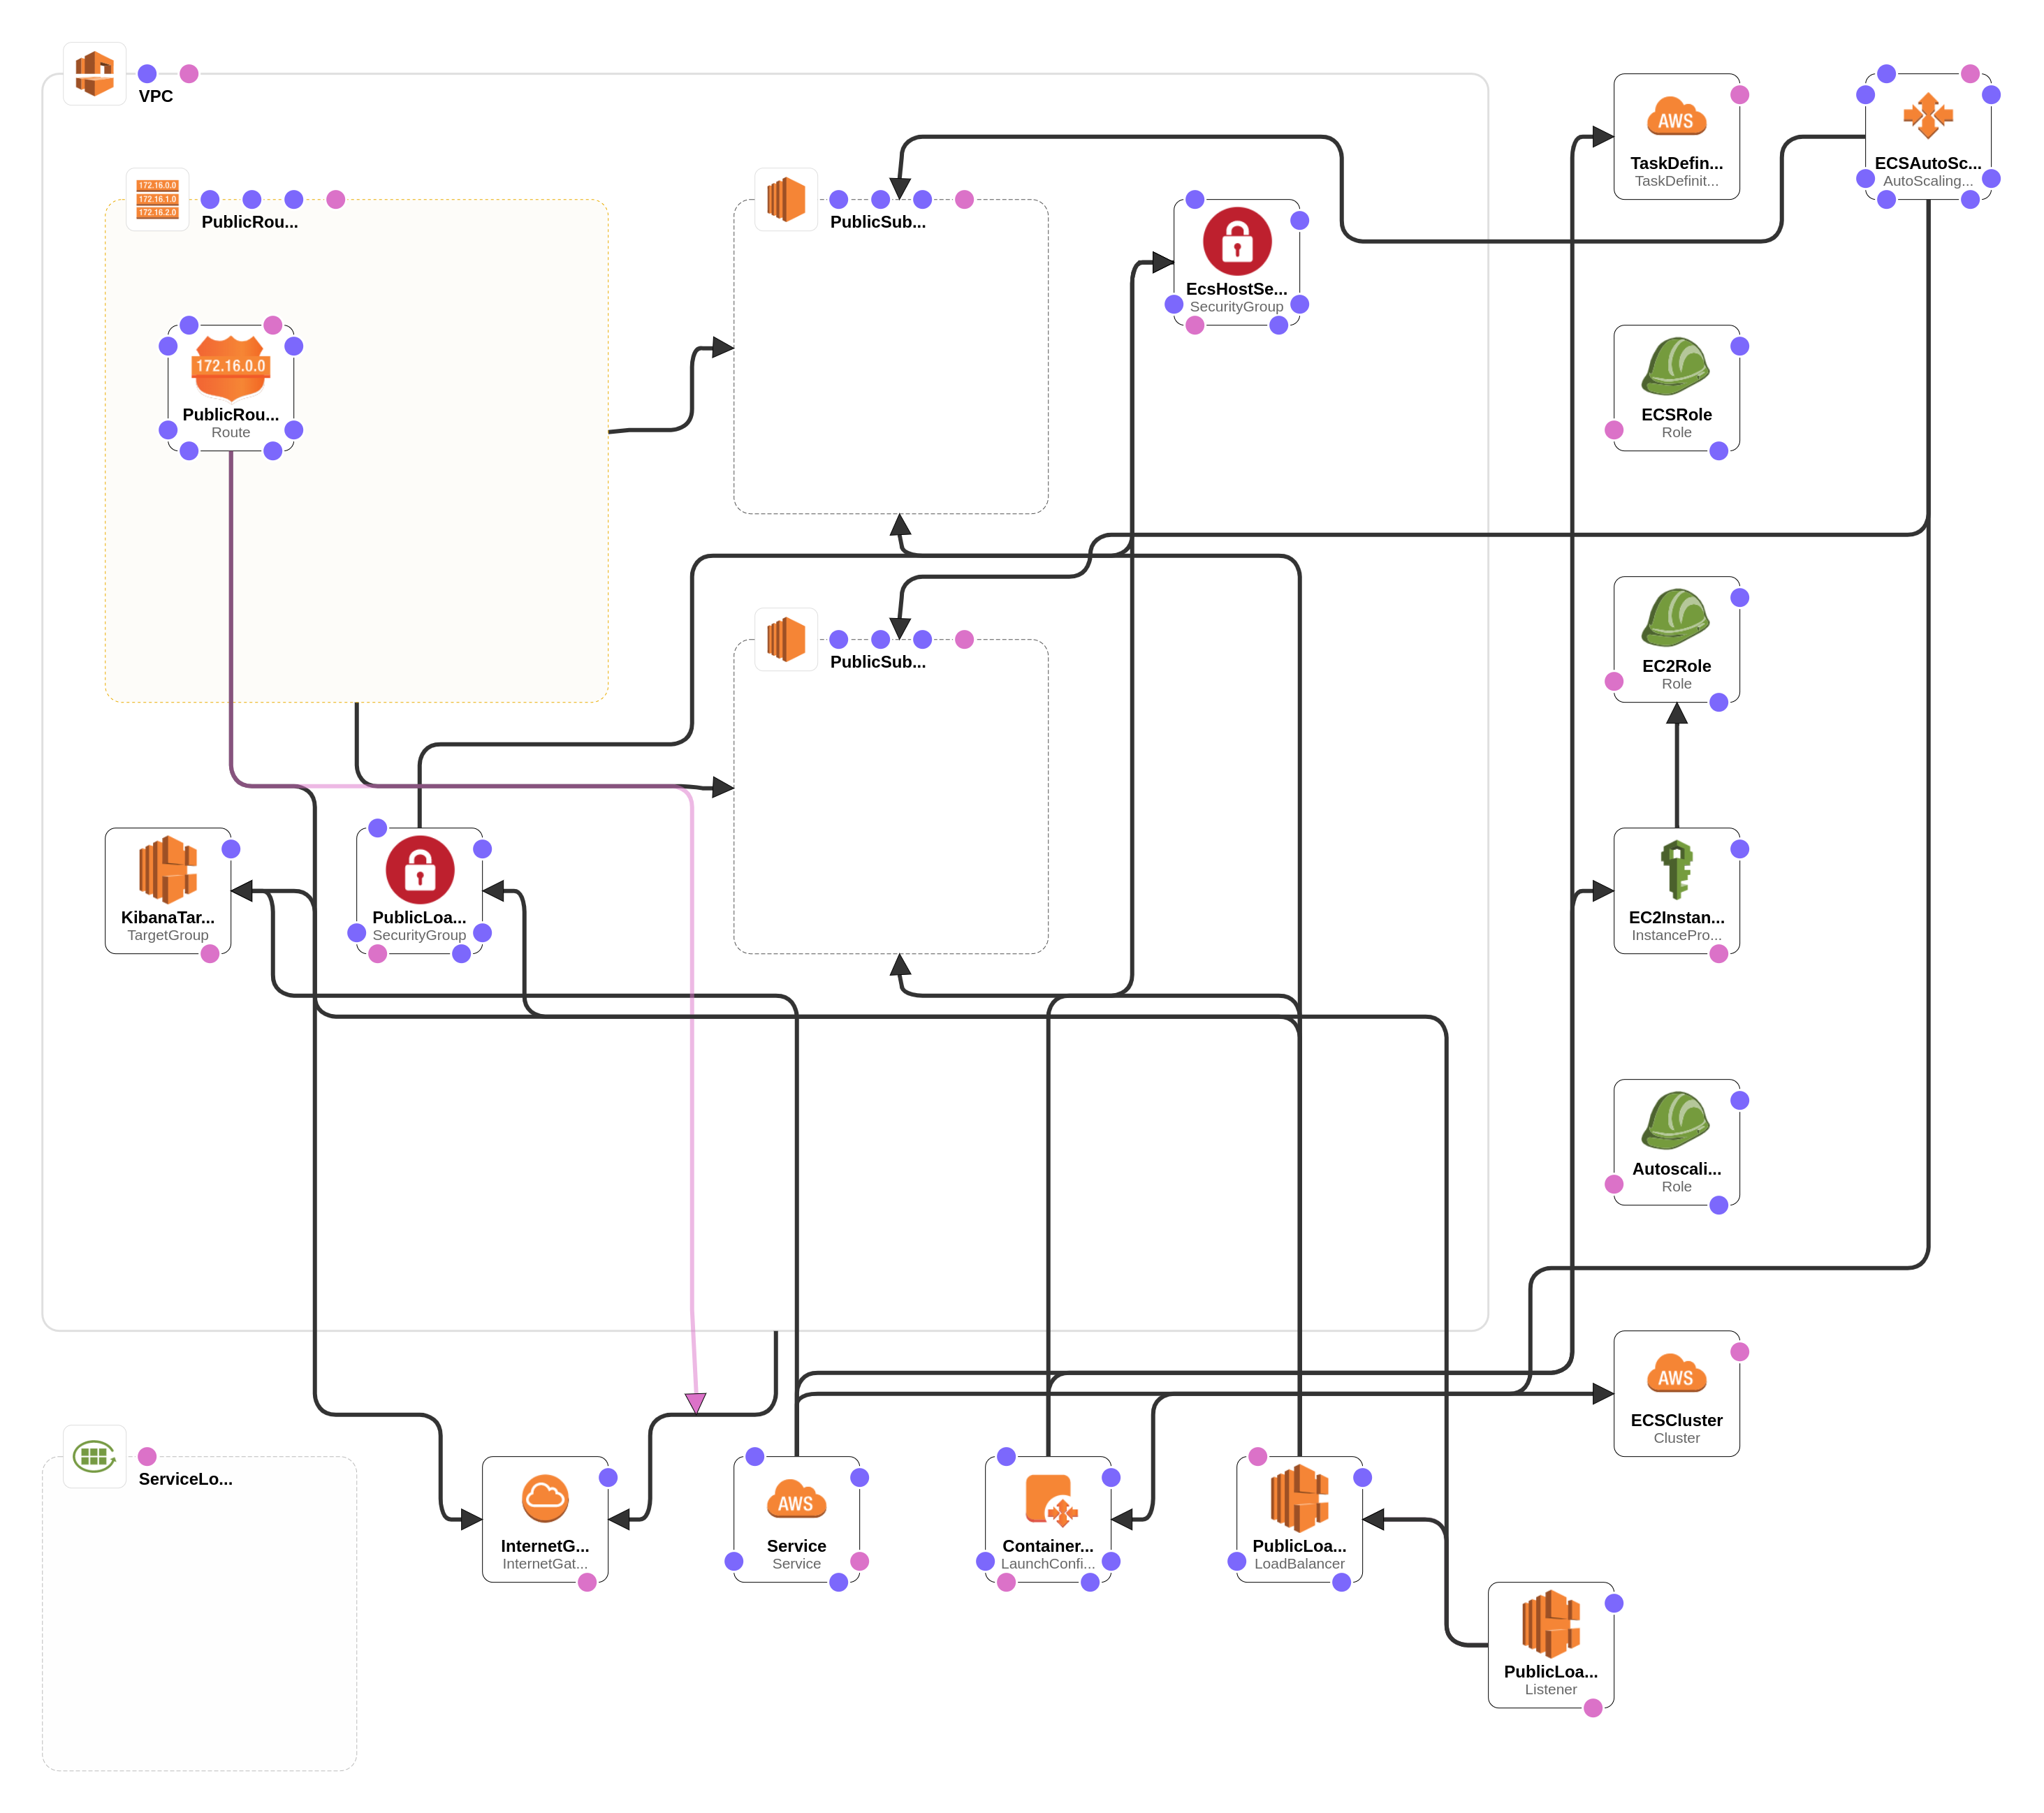 VPC
172.16.0.0
172.16.1.0
172.16.2.0
PublicRou...
PublicSub...
AWS
TaskDefin...
TaskDefinit...
ECSAutoSc...
AutoScaling...
EcsHostSe...
SecurityGroup
172.16.0.0
PublicRou...
Route
ECSRole
Role
PublicSub...
EC2Role
Role
KibanaTar...
TargetGroup
PublicLoa...
SecurityGroup
EC2Instan...
InstancePro...
Autoscali...
Role
AWS
ECSCluster
Cluster
ServiceLo...
InternetG...
InternetGat...
AWS
Service
Service
Container...
LaunchConfi...
PublicLoa...
LoadBalancer
PublicLoa...
Listener